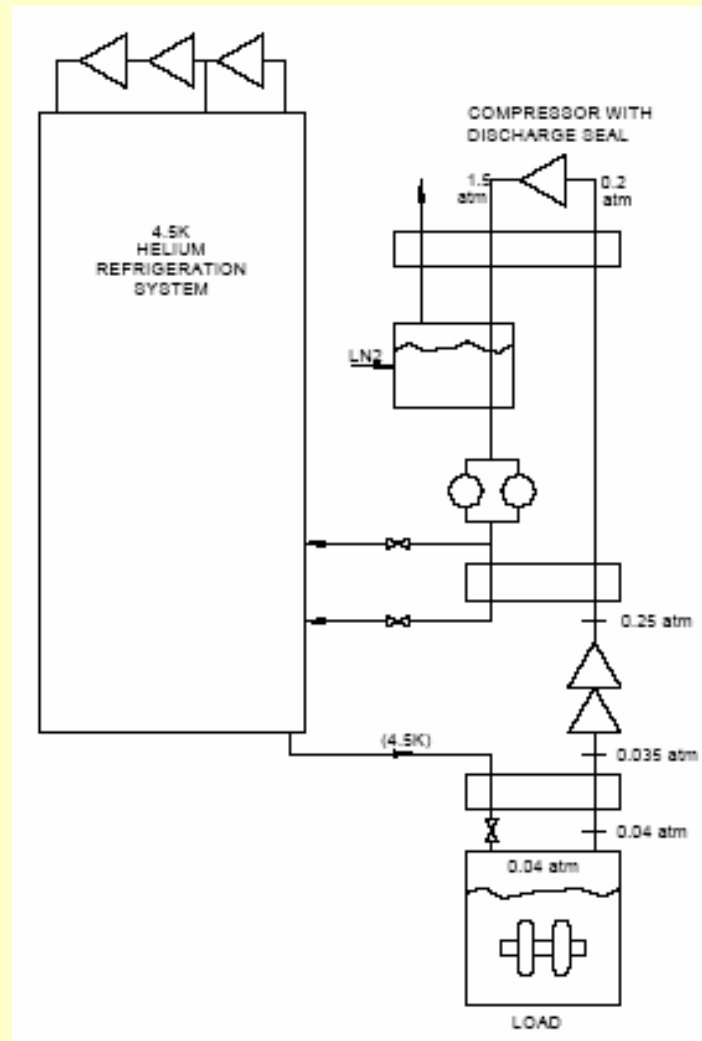 COMPRESSOR WITH
DISCHARGE SEAL
1.5
atm
0.2
atm
4.5K
HELIUM
REFRIGERATION
SYSTEM
LN2
0.25 atm
(4.5K)
0.035 atm
0.04 atm
0.04 atm
LOAD